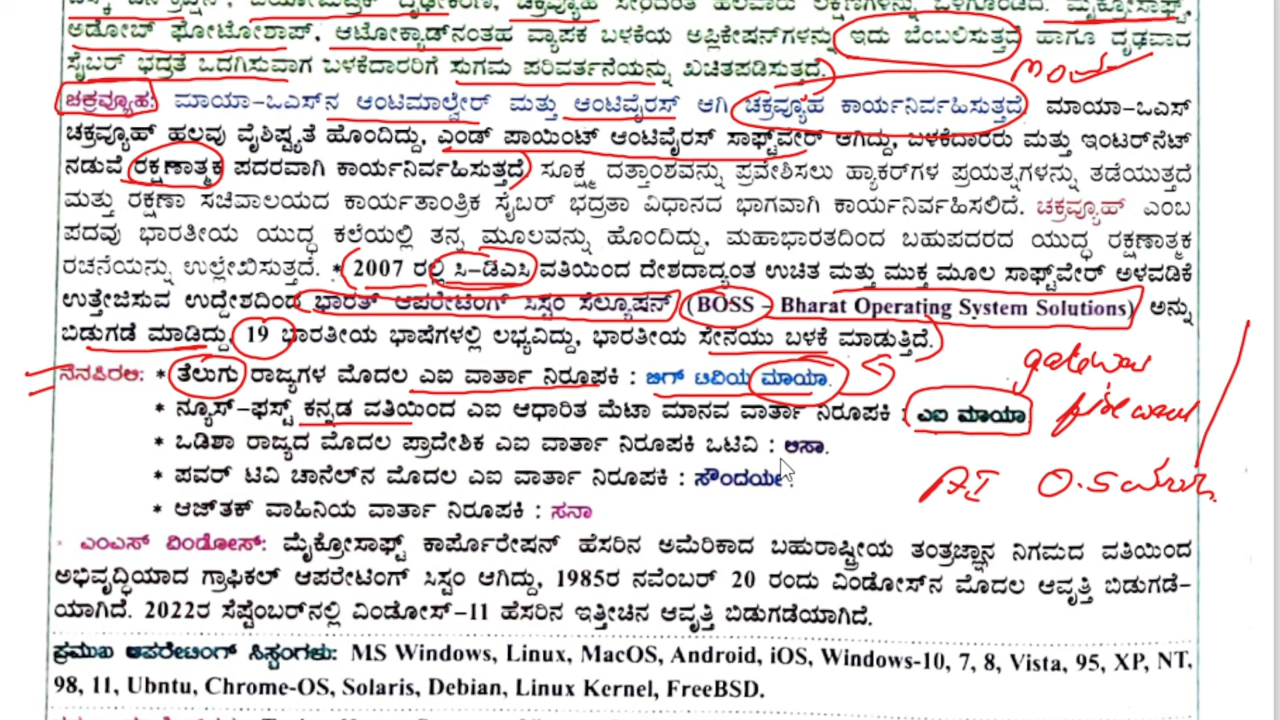 ಅಡೋಬ್ ಫೋಟೋಶಾಪ್, ಆಟೋಕ್ಯಾಡ್‌ನಂತಹ ವ್ಯಾಪಕ ಬಳಕೆಯ ಅಪ್ಲಿಕೇಷನ್‌ಗಳನ್ನು ಇದು ಬೆಂಬಲಿಸುತ್ತದೆ ಹಾಗೂ ದೃಢವಾದ
ಸೈಬರ್ ಭದ್ರತೆ ಒದಗಿಸುವಾಗ ಬಳಕೆದಾರರಿಗೆ ಸುಗಮ ಪರಿವರ್ತನೆಯನ್ನು ಖಚಿತಪಡಿಸುತ್ತದೆ.
ಚಕ್ರವ್ಯೂಹ: ಮಾಯಾ-ಒಎಸ್‌ನ ಆಂಟಿಮಾಲ್ವೇರ್ ಮತ್ತು ಆಂಟಿವೈರಸ್ ಆಗಿ ಚಕ್ರವ್ಯೂಹ ಕಾರ್ಯನಿರ್ವಹಿಸುತ್ತದೆ ಮಾಯಾ-ಒಎಸ್
ಚಕ್ರವ್ಯೂಹ್ ಹಲವು ವೈಶಿಷ್ಟ್ಯತೆ ಹೊಂದಿದ್ದು, ಎಂಡ್ ಪಾಯಿಂಟ್ ಆಂಟಿವೈರಸ್ ಸಾಫ್ಟ್‌ವೇರ್ ಆಗಿದ್ದು, ಬಳಕೆದಾರರು ಮತ್ತು ಇಂಟರ್‌ನೆಟ್
ನಡುವೆ ರಕ್ಷಣಾತ್ಮಕ ಪದರವಾಗಿ ಕಾರ್ಯನಿರ್ವಹಿಸುತ್ತದೆ ಸೂಕ್ಷ್ಮ ದತ್ತಾಂಶವನ್ನು ಪ್ರವೇಶಿಸಲು ಹ್ಯಾಕರ್‌ಗಳ ಪ್ರಯತ್ನಗಳನ್ನು ತಡೆಯುತ್ತದೆ
ಮತ್ತು ರಕ್ಷಣಾ ಸಚಿವಾಲಯದ ಕಾರ್ಯತಾಂತ್ರಿಕ ಸೈಬರ್ ಭದ್ರತಾ ವಿಧಾನದ ಭಾಗವಾಗಿ ಕಾರ್ಯನಿರ್ವಹಿಸಲಿದೆ. ಚಕ್ರವ್ಯೂಹ್ ಎಂಬ
ಪದವು ಭಾರತೀಯ ಯುದ್ಧ ಕಲೆಯಲ್ಲಿ ತನ್ನ ಮೂಲವನ್ನು ಹೊಂದಿದ್ದು, ಮಹಾಭಾರತದಿಂದ ಬಹುಪದರದ ಯುದ್ಧ ರಕ್ಷಣಾತ್ಮಕ
ರಚನೆಯನ್ನು ಉಲ್ಲೇಖಿಸುತ್ತದೆ. * 2007 ರಲ್ಲಿ ಸಿ-ಡಿಎಸಿ ವತಿಯಿಂದ ದೇಶದಾದ್ಯಂತ ಉಚಿತ ಮತ್ತು ಮುಕ್ತ ಮೂಲ ಸಾಫ್ಟ್‌ವೇರ್ ಅಳವಡಿಕೆ
ಉತ್ತೇಜಿಸುವ ಉದ್ದೇಶದಿಂದ ಭಾರತ್ ಆಪರೇಟಿಂಗ್ ಸಿಸ್ಟಂ ಸೆಲ್ಯೂಷನ್ (BOSS - Bharat Operating System Solutions) ಅನ್ನು
ಬಿಡುಗಡೆ ಮಾಡಿದ್ದು, 19 ಭಾರತೀಯ ಭಾಷೆಗಳಲ್ಲಿ ಲಭ್ಯವಿದ್ದು, ಭಾರತೀಯ ಸೇನೆಯು ಬಳಕೆ ಮಾಡುತ್ತಿದೆ.
gateway
ನೆನಪಿರಲಿ: * ತೆಲುಗು ರಾಜ್ಯಗಳ ಮೊದಲ ಎಐ ವಾರ್ತಾ ನಿರೂಪಕಿ : ಬಿಗ್ ಟಿವಿಯ ಮಾಯಾ.
* ನ್ಯೂಸ್-ಫಸ್ಟ್ ಕನ್ನಡ ವತಿಯಿಂದ ಎಐ ಆಧಾರಿತ ಮೆಟಾ ಮಾನವ ವಾರ್ತಾ ನಿರೂಪಕಿ : ಎಐ ಮಾಯಾ firewall
* ಒಡಿಶಾ ರಾಜ್ಯದ ಮೊದಲ ಪ್ರಾದೇಶಿಕ ಎಐ ವಾರ್ತಾ ನಿರೂಪಕಿ ಒಟಿವಿ :
* ಪವರ್ ಟಿವಿ ಚಾನೆಲ್‌ನ ಮೊದಲ ಎಐ ವಾರ್ತಾ ನಿರೂಪಕಿ : ಸೌಂದರ್ಯ. AI
* ಆಜ್‌ತಕ್ ವಾಹಿನಿಯ ವಾರ್ತಾ ನಿರೂಪಕಿ : ಸನಾ
ಎಂಎಸ್ ವಿಂಡೋಸ್: ಮೈಕ್ರೋಸಾಫ್ಟ್ ಕಾರ್ಪೊರೇಷನ್ ಹೆಸರಿನ ಅಮೆರಿಕಾದ ಬಹುರಾಷ್ಟ್ರೀಯ ತಂತ್ರಜ್ಞಾನ ನಿಗಮದ ವತಿಯಿಂದ
ಅಭಿವೃದ್ಧಿಯಾದ ಗ್ರಾಫಿಕಲ್ ಆಪರೇಟಿಂಗ್ ಸಿಸ್ಟಂ ಆಗಿದ್ದು, 1985ರ ನವೆಂಬರ್ 20 ರಂದು ವಿಂಡೋಸ್‌ನ ಮೊದಲ ಆವೃತ್ತಿ ಬಿಡುಗಡೆ-
ಯಾಗಿದೆ. 2022ರ ಸೆಪ್ಟೆಂಬರ್‌ನಲ್ಲಿ ವಿಂಡೋಸ್-11 ಹೆಸರಿನ ಇತ್ತೀಚಿನ ಆವೃತ್ತಿ ಬಿಡುಗಡೆಯಾಗಿದೆ.
ಪ್ರಮುಖ ಆಪರೇಟಿಂಗ್ ಸಿಸ್ಟಂಗಳು: MS Windows, Linux, MacOS, Android, iOS, Windows-10, 7, 8, Vista, 95, XP, NT,
98, 11, Ubntu, Chrome-OS, Solaris, Debian, Linux Kernel, FreeBSD.